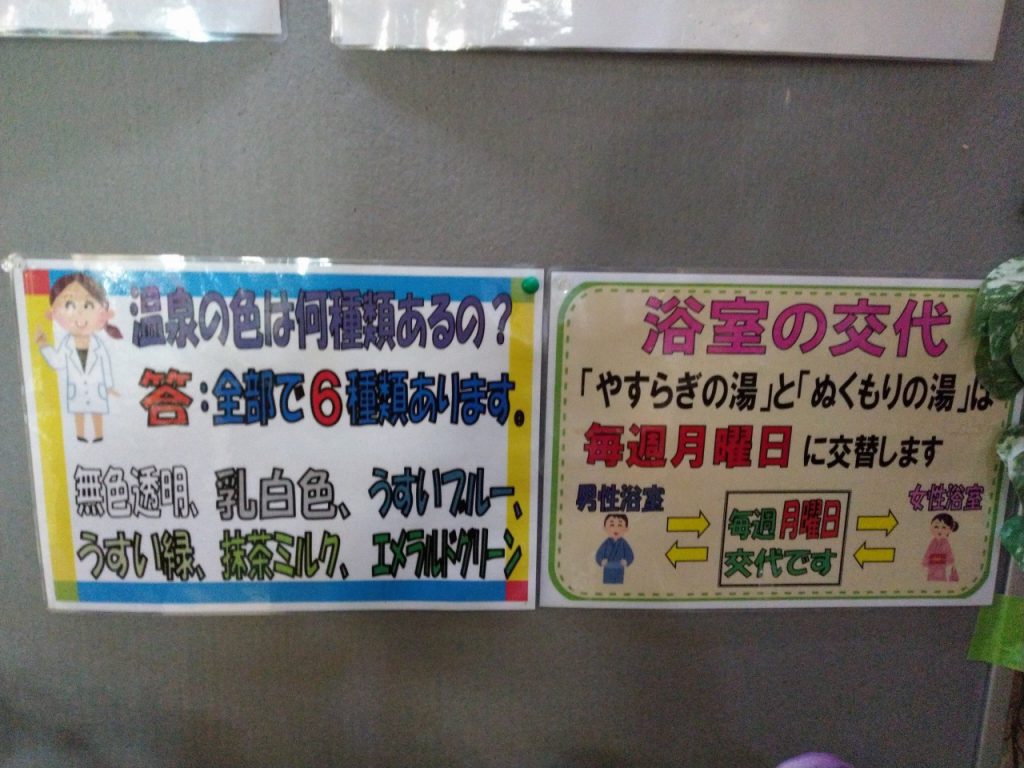 温泉の色は何種類あるの？
答：全部で６種類あります。
無色透明、乳白色、うすいブルー、
うすい緑、抹茶ミルク、エメラルドグリーン
浴室の交代
「やすらぎの湯」と「ぬくもりの湯」は
毎週月曜日に交替します
男性浴室
女性浴室
毎週月曜日
交代です